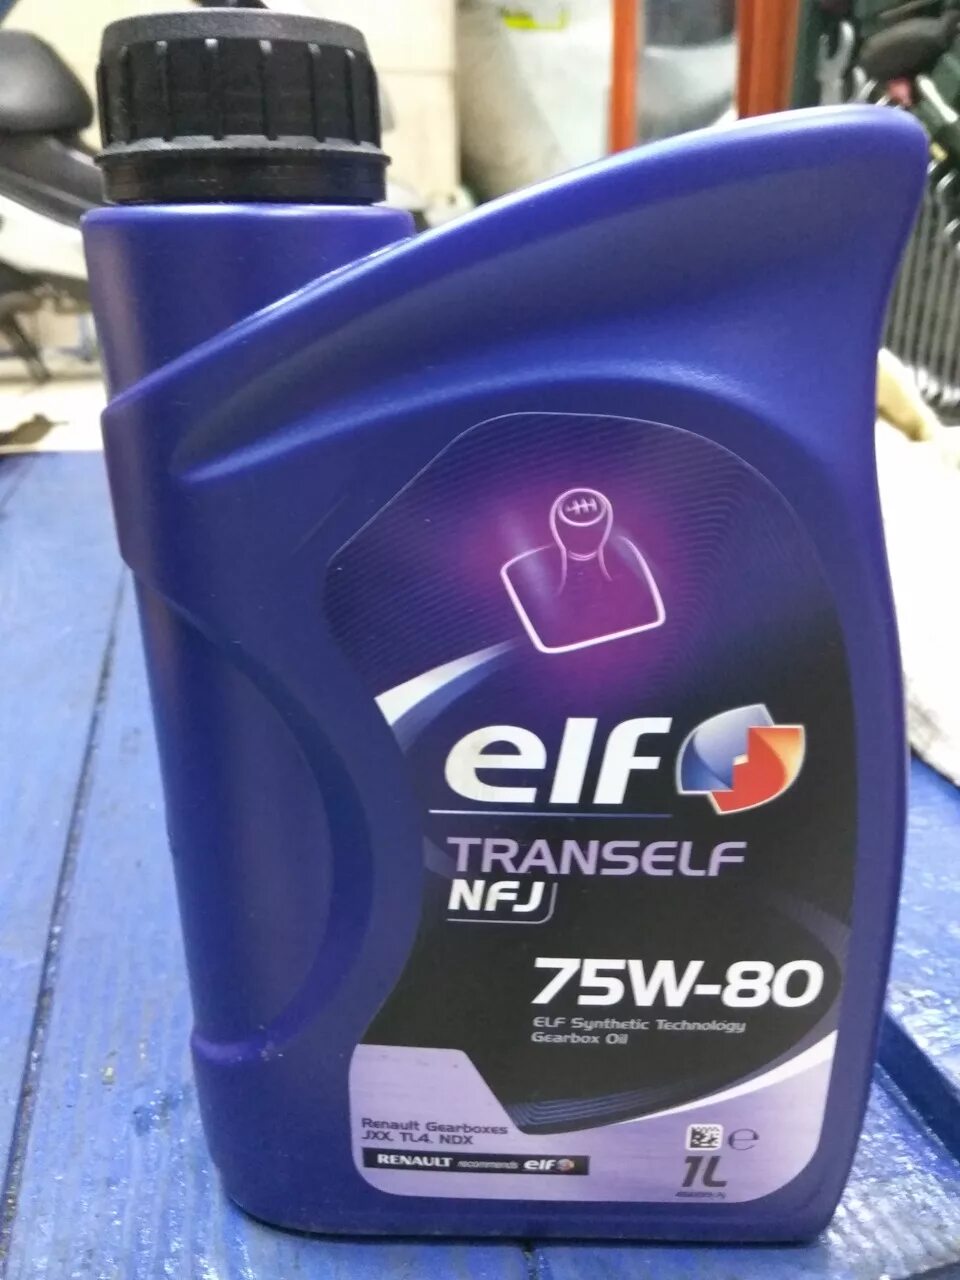 elf
TRANSELF
NFJ
75W-80
ELF Synthetic Technology
Gearbox Oil
Renault Gearboxes
JXX, TL4, NDX
RENAULT recommends elf
e
1L